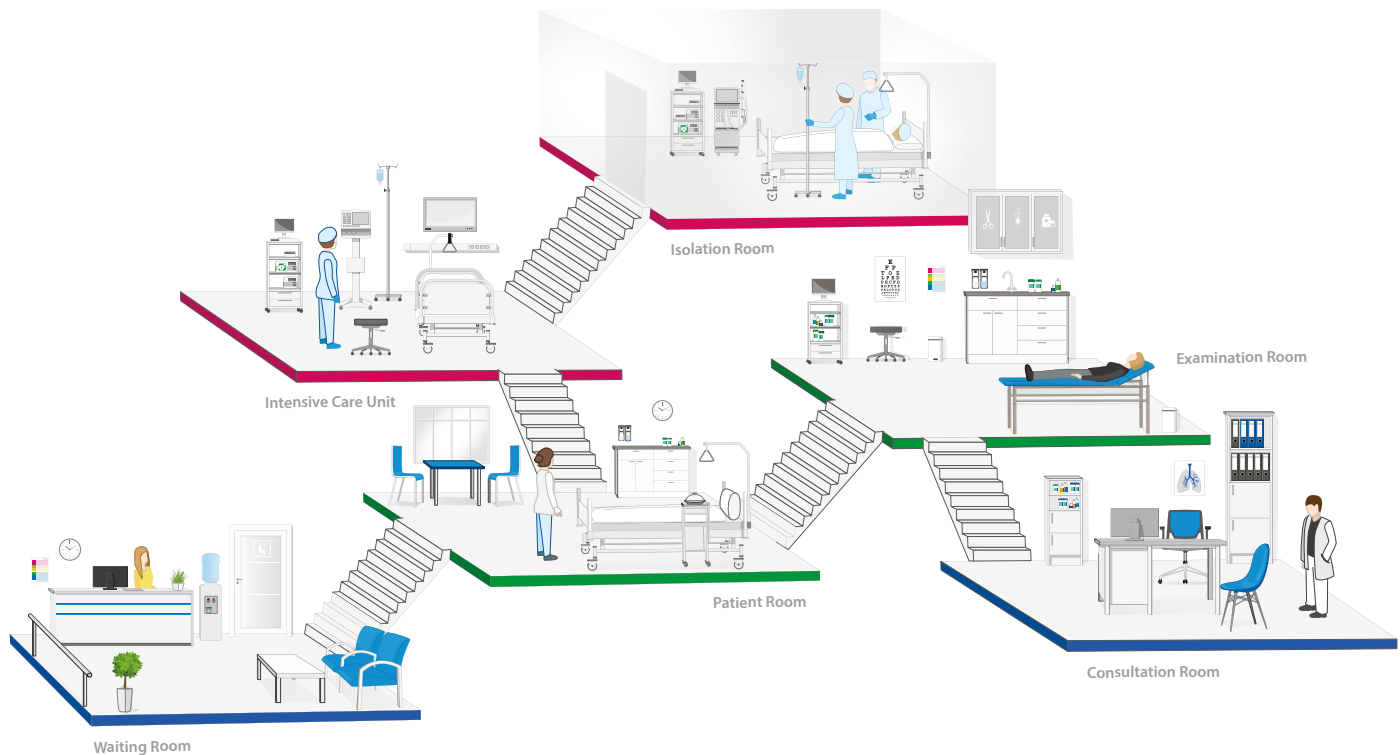 Isolation Room
Intensive Care Unit
Examination Room
Patient Room
Consultation Room
Waiting Room